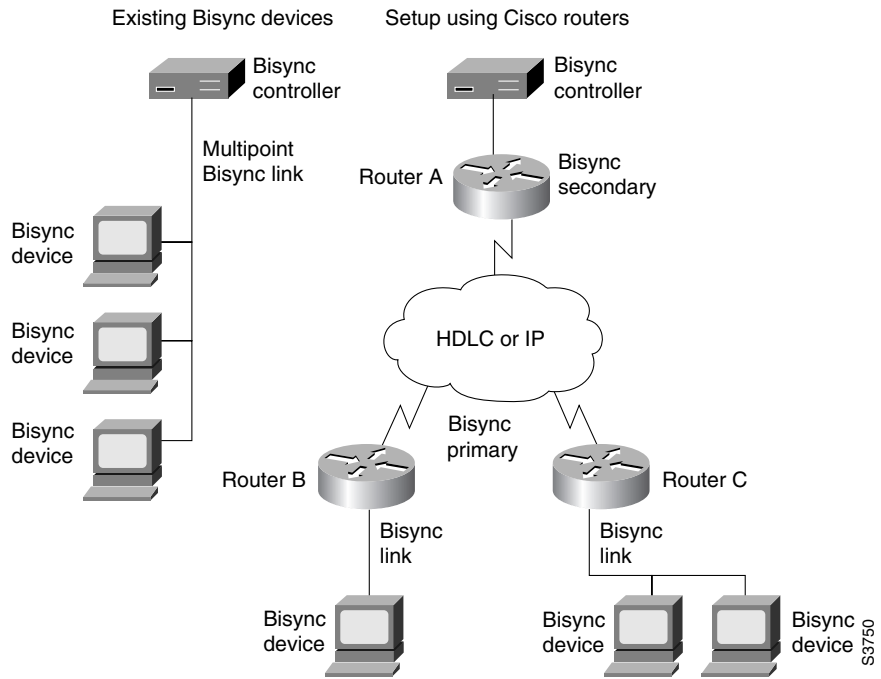 Existing Bisync devices
Setup using Cisco routers
Bisync
controller
Bisync
controller
Multipoint
Bisync link
Router A
Bisync
secondary
Bisync
device
Bisync
device
Bisync
device
HDLC or IP
Bisync
primary
Router B
Router C
Bisync
link
Bisync
link
Bisync
device
Bisync
device
Bisync
device
S3750